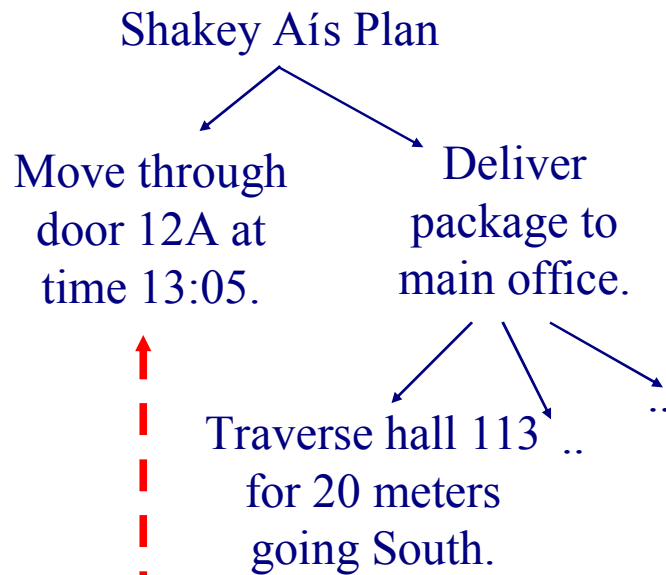 Shakey Aís Plan
Move through
door 12A at
time 13:05.
Deliver
package to
main office.
Traverse hall 113
for 20 meters
going South.
..
..